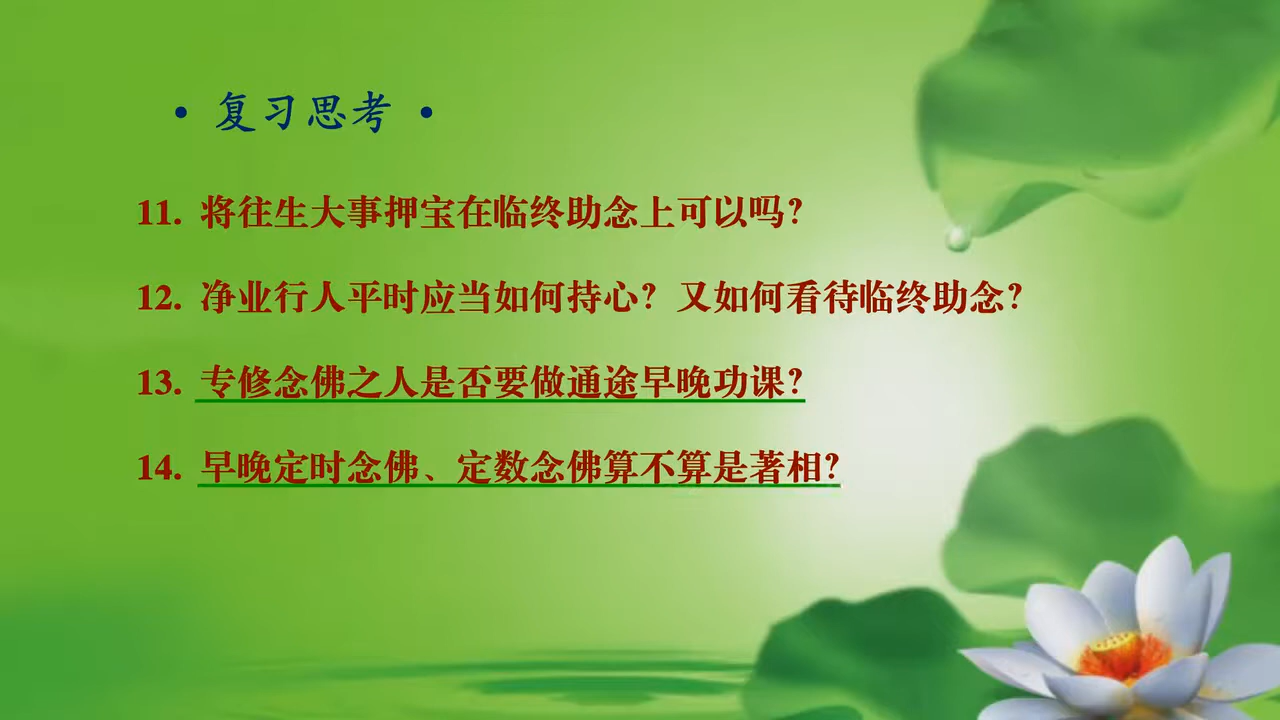 • 复习思考 •
11. 将往生大事押宝在临终助念上可以吗？
12. 净业行人平时应当如何持心？又如何看待临终助念？
13. 专修念佛之人是否要做通途早晚功课？
14. 早晚定时念佛、定数念佛算不算是著相？